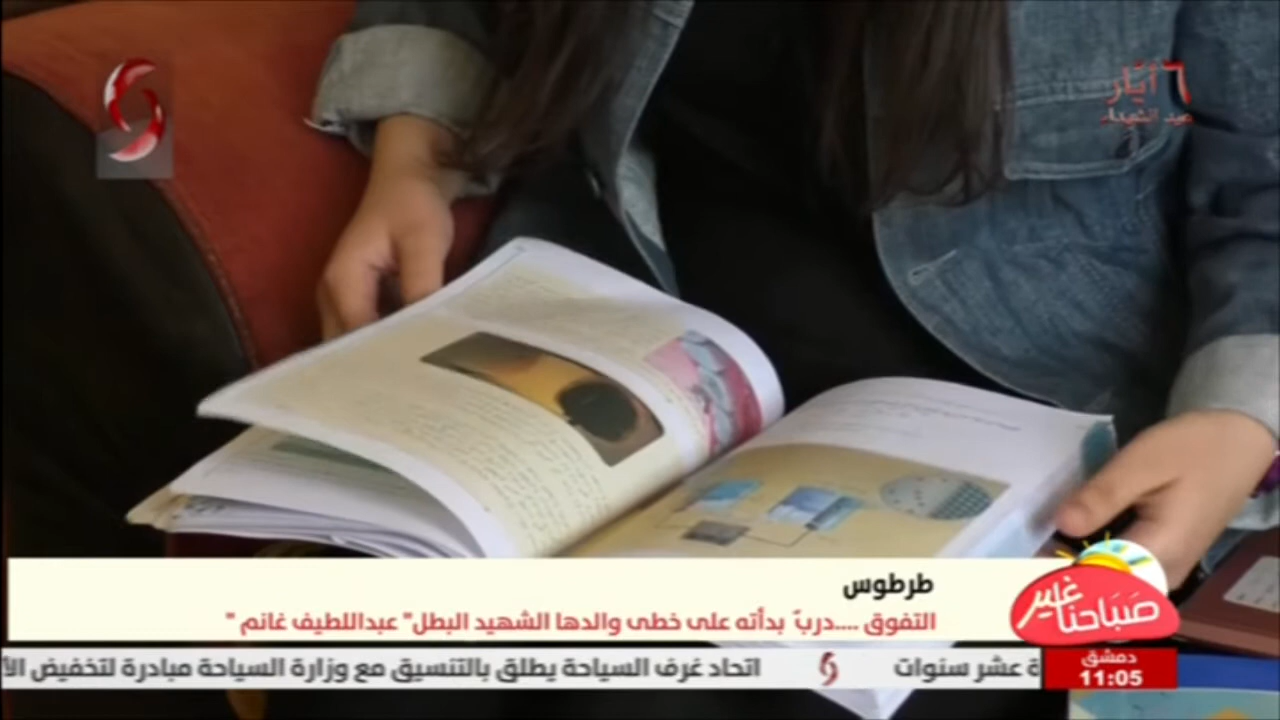 ٦ أيار
عيد الشهداء
طرطوس
التفوق ....دربٌ بدأته على خطى والدها الشهيد البطل" عبداللطيف غانم "
صباحنا غير
دمشق
11:05
ة عشر سنوات
اتحاد غرف السياحة يطلق بالتنسيق مع وزارة السياحة مبادرة لتخفيض الأ